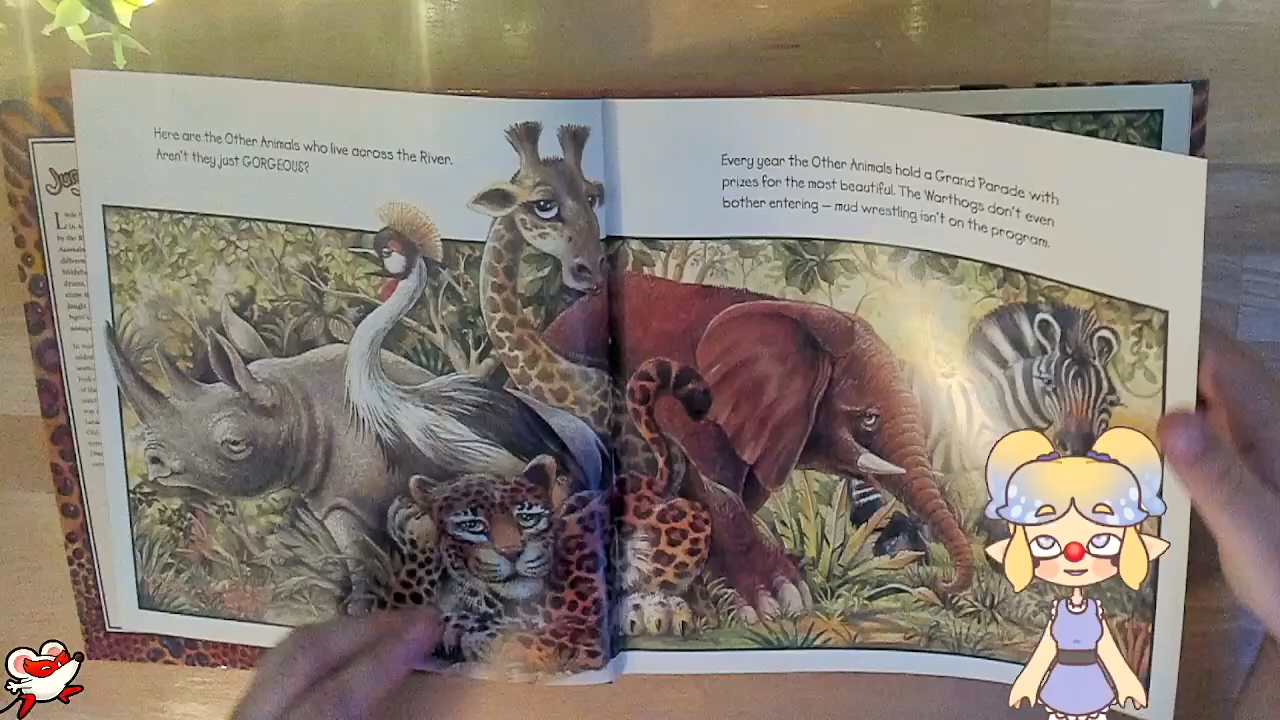 Here are the Other Animals who live across the River.
Aren't they just GORGEOUS?
Every year the Other Animals hold a Grand Parade with
prizes for the most beautiful. The Warthogs don't even
bother entering – mud wrestling isn't on the program.